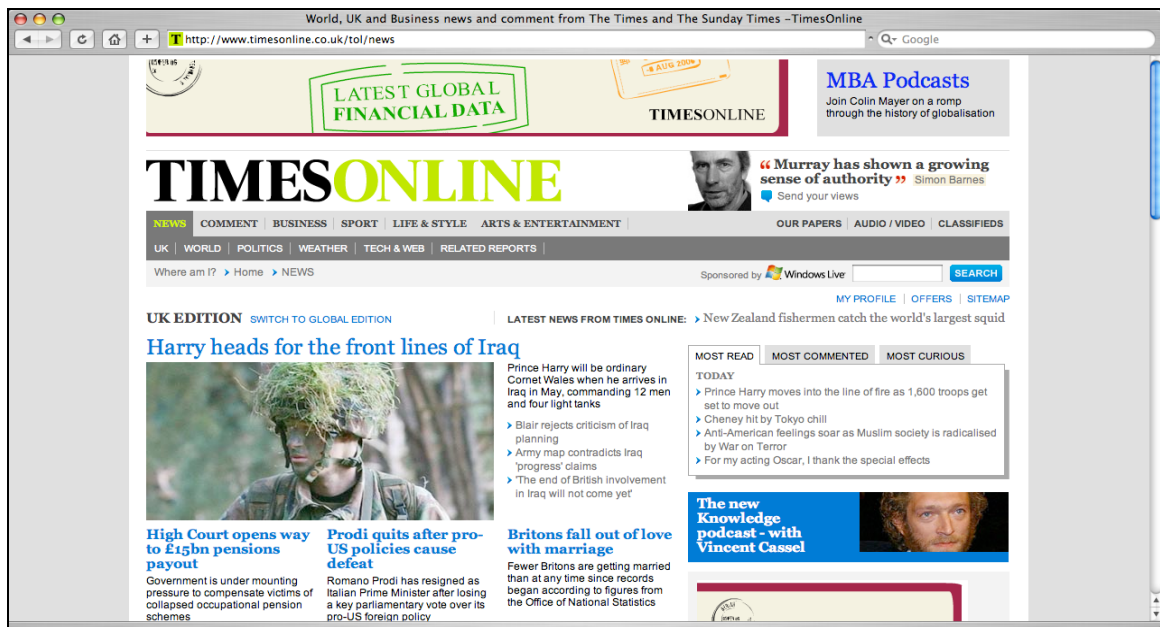 World, UK and Business news and comment from The Times and The Sunday Times –TimesOnline
http://www.timesonline.co.uk/tol/news
Google
LATEST GLOBAL
FINANCIAL DATA
AUG 2006
TIMESONLINE
MBA Podcasts
Join Colin Mayer on a romp
through the history of globalisation
TIMESONLINE
“ Murray has shown a growing
sense of authority ” Simon Barnes
Send your views
NEWS COMMENT BUSINESS SPORT LIFE & STYLE ARTS & ENTERTAINMENT OUR PAPERS AUDIO / VIDEO CLASSIFIEDS
UK WORLD POLITICS WEATHER TECH & WEB RELATED REPORTS
Where am I? Home NEWS
Sponsored by Windows Live SEARCH
MY PROFILE OFFERS SITEMAP
UK EDITION SWITCH TO GLOBAL EDITION
LATEST NEWS FROM TIMES ONLINE: New Zealand fishermen catch the world's largest squid
Harry heads for the front lines of Iraq
Prince Harry will be ordinary
Cornet Wales when he arrives in
Iraq in May, commanding 12 men
and four light tanks
Blair rejects criticism of Iraq
planning
Army map contradicts Iraq
'progress' claims
'The end of British involvement
in Iraq will not come yet'
MOST READ MOST COMMENTED MOST CURIOUS
TODAY
Prince Harry moves into the line of fire as 1,600 troops get
set to move out
Cheney hit by Tokyo chill
Anti-American feelings soar as Muslim society is radicalised
by War on Terror
For my acting Oscar, I thank the special effects
The new
Knowledge
podcast - with
Vincent Cassel
High Court opens way
to £15bn pensions
payout
Government is under mounting
pressure to compensate victims of
collapsed occupational pension
schemes
Prodi quits after pro-
US policies cause
defeat
Romano Prodi has resigned as
Italian Prime Minister after losing
a key parliamentary vote over its
pro-US foreign policy
Britons fall out of love
with marriage
Fewer Britons are getting married
than at any time since records
began according to figures from
the Office of National Statistics